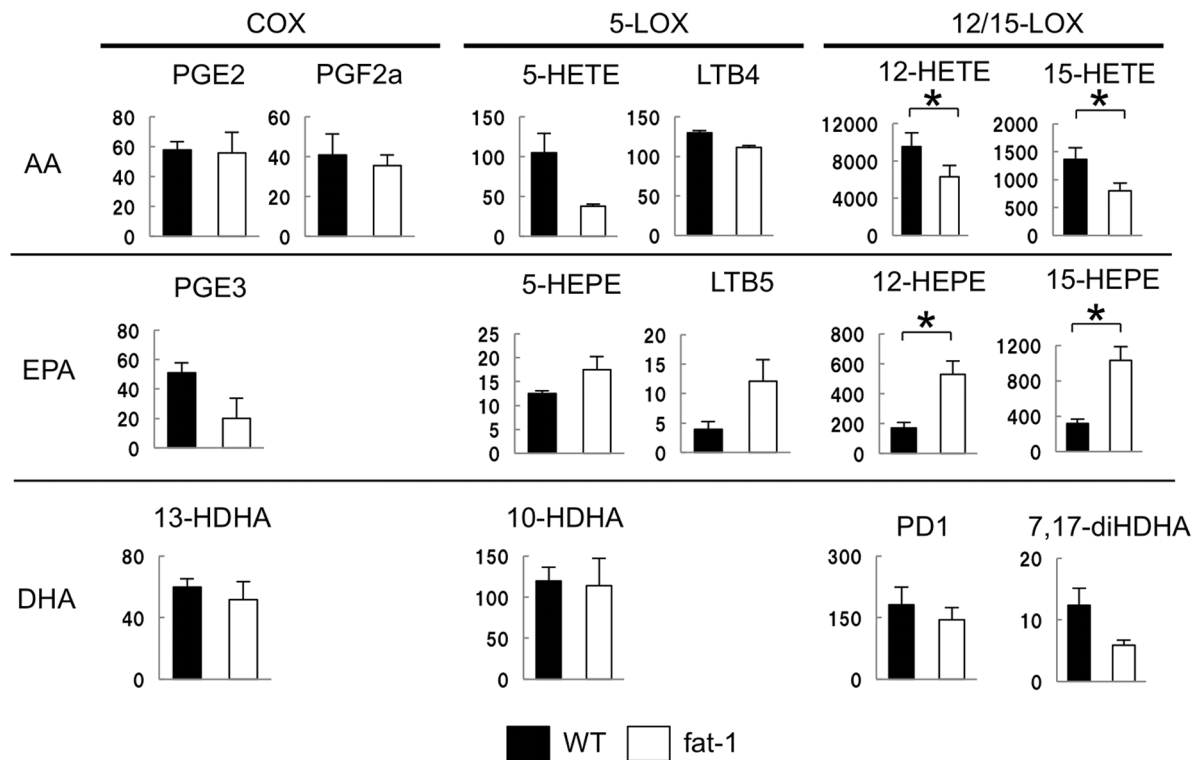 COX 5-LOX 12/15-LOX
PGE2 PGF2a 5-HETE LTB4 12-HETE 15-HETE
* *
AA
80 60 40 20 0
60 40 20 0
150 100 50 0
150 100 50 0
12000 8000 4000 0
2000 1500 1000 500 0
PGE3 5-HEPE LTB5 12-HEPE 15-HEPE
* *
EPA
80 60 40 20 0
25 20 15 10 5 0
20 15 10 5 0
800 600 400 200 0
1200 800 400 0
13-HDHA 10-HDHA PD1 7,17-diHDHA
DHA
80 40 0
150 100 50 0
300 150 0
20 10 0
WT fat-1